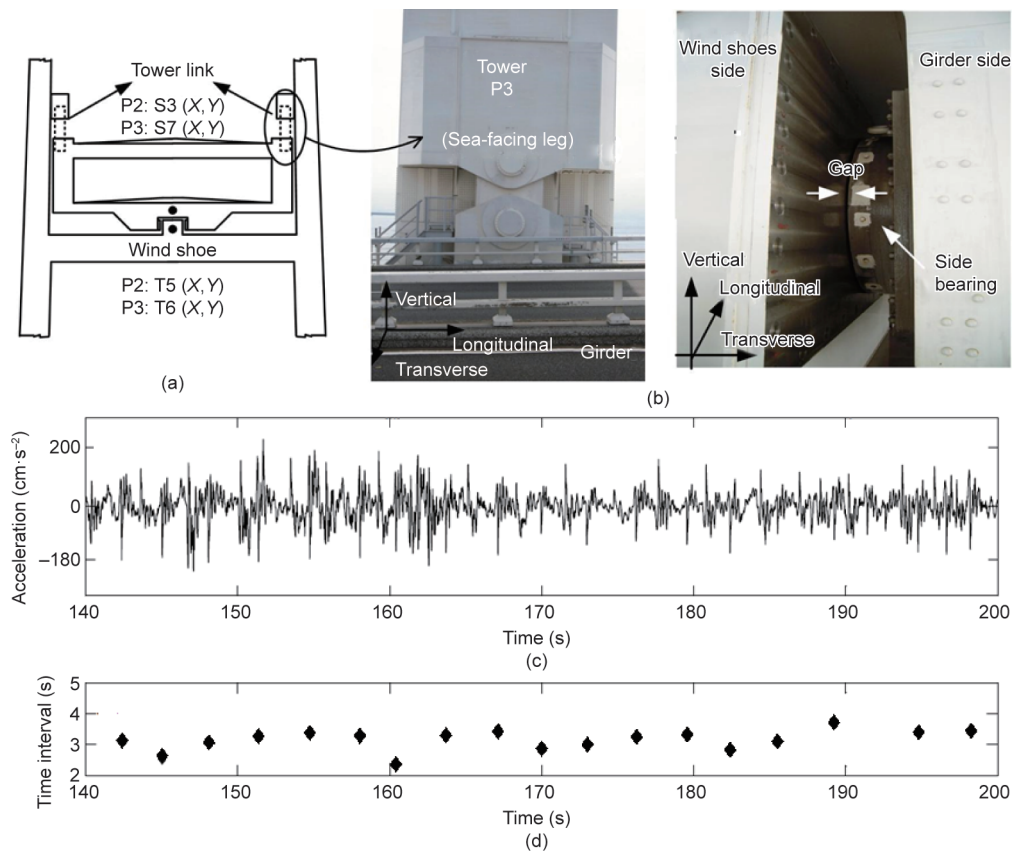 Tower link
P2: S3 (X, Y)
P3: S7 (X, Y)
Wind shoe
P2: T5 (X, Y)
P3: T6 (X, Y)
(a)
Tower
P3
(Sea-facing leg)
Vertical
Longitudinal
Transverse
Girder
Wind shoes
side
Girder side
Gap
Side
bearing
Vertical
Longitudinal
Transverse
(b)
Acceleration (cm·s⁻²)
200
0
−180
140
150
160
170
180
190
200
Time (s)
(c)
Time interval (s)
5
4
3
2
140
150
160
170
180
190
200
Time (s)
(d)